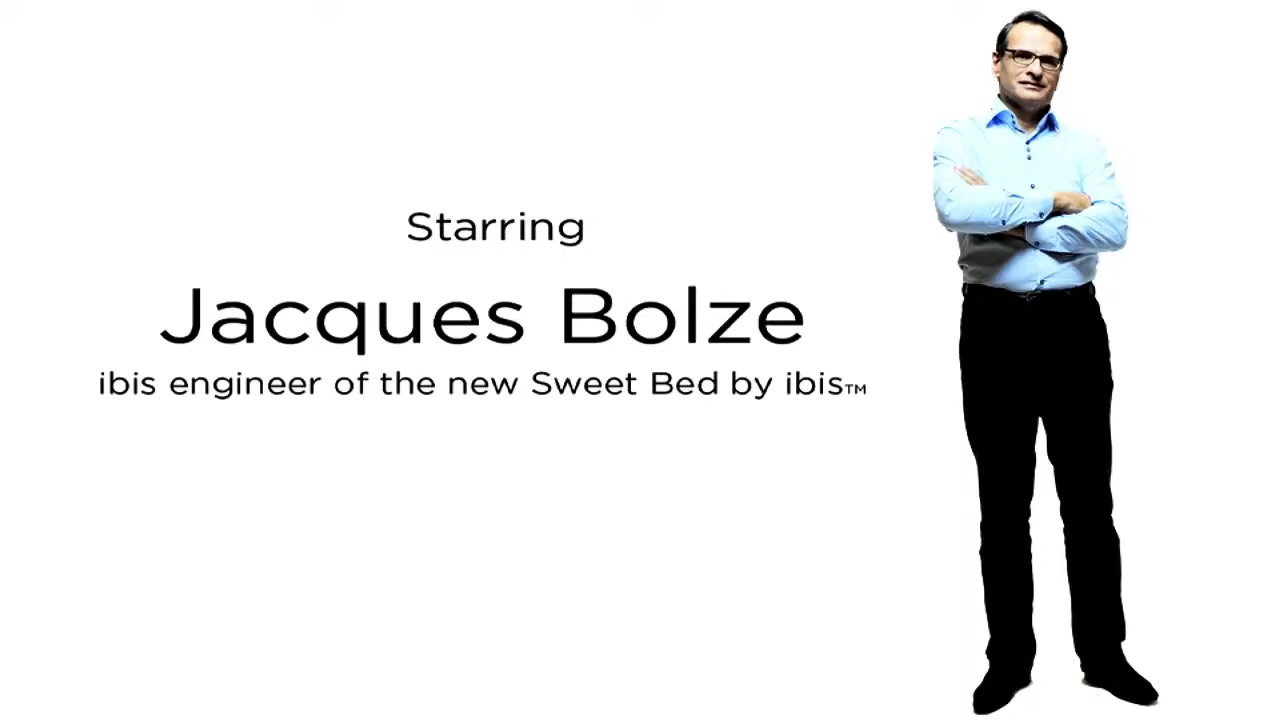 Starring
Jacques Bolze
ibis engineer of the new Sweet Bed by ibis™